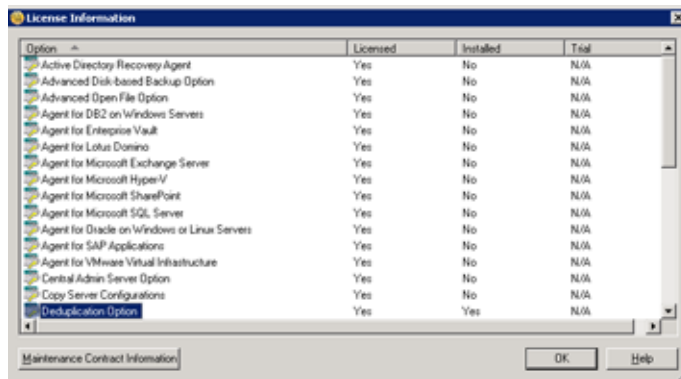 License Information
Option Licensed Installed Trial
Active Directory Recovery Agent Yes No N/A
Advanced Disk-based Backup Option Yes No N/A
Advanced Open File Option Yes No N/A
Agent for DB2 on Windows Servers Yes No N/A
Agent for Enterprise Vault Yes No N/A
Agent for Lotus Domino Yes No N/A
Agent for Microsoft Exchange Server Yes No N/A
Agent for Microsoft Hyper-V Yes No N/A
Agent for Microsoft SharePoint Yes No N/A
Agent for Microsoft SQL Server Yes No N/A
Agent for Oracle on Windows or Linux Servers Yes No N/A
Agent for SAP Applications Yes No N/A
Agent for VMware Virtual Infrastructure Yes No N/A
Central Admin Server Option Yes No N/A
Copy Server Configurations Yes No N/A
Deduplication Option Yes Yes N/A
Maintenance Contract Information OK Help